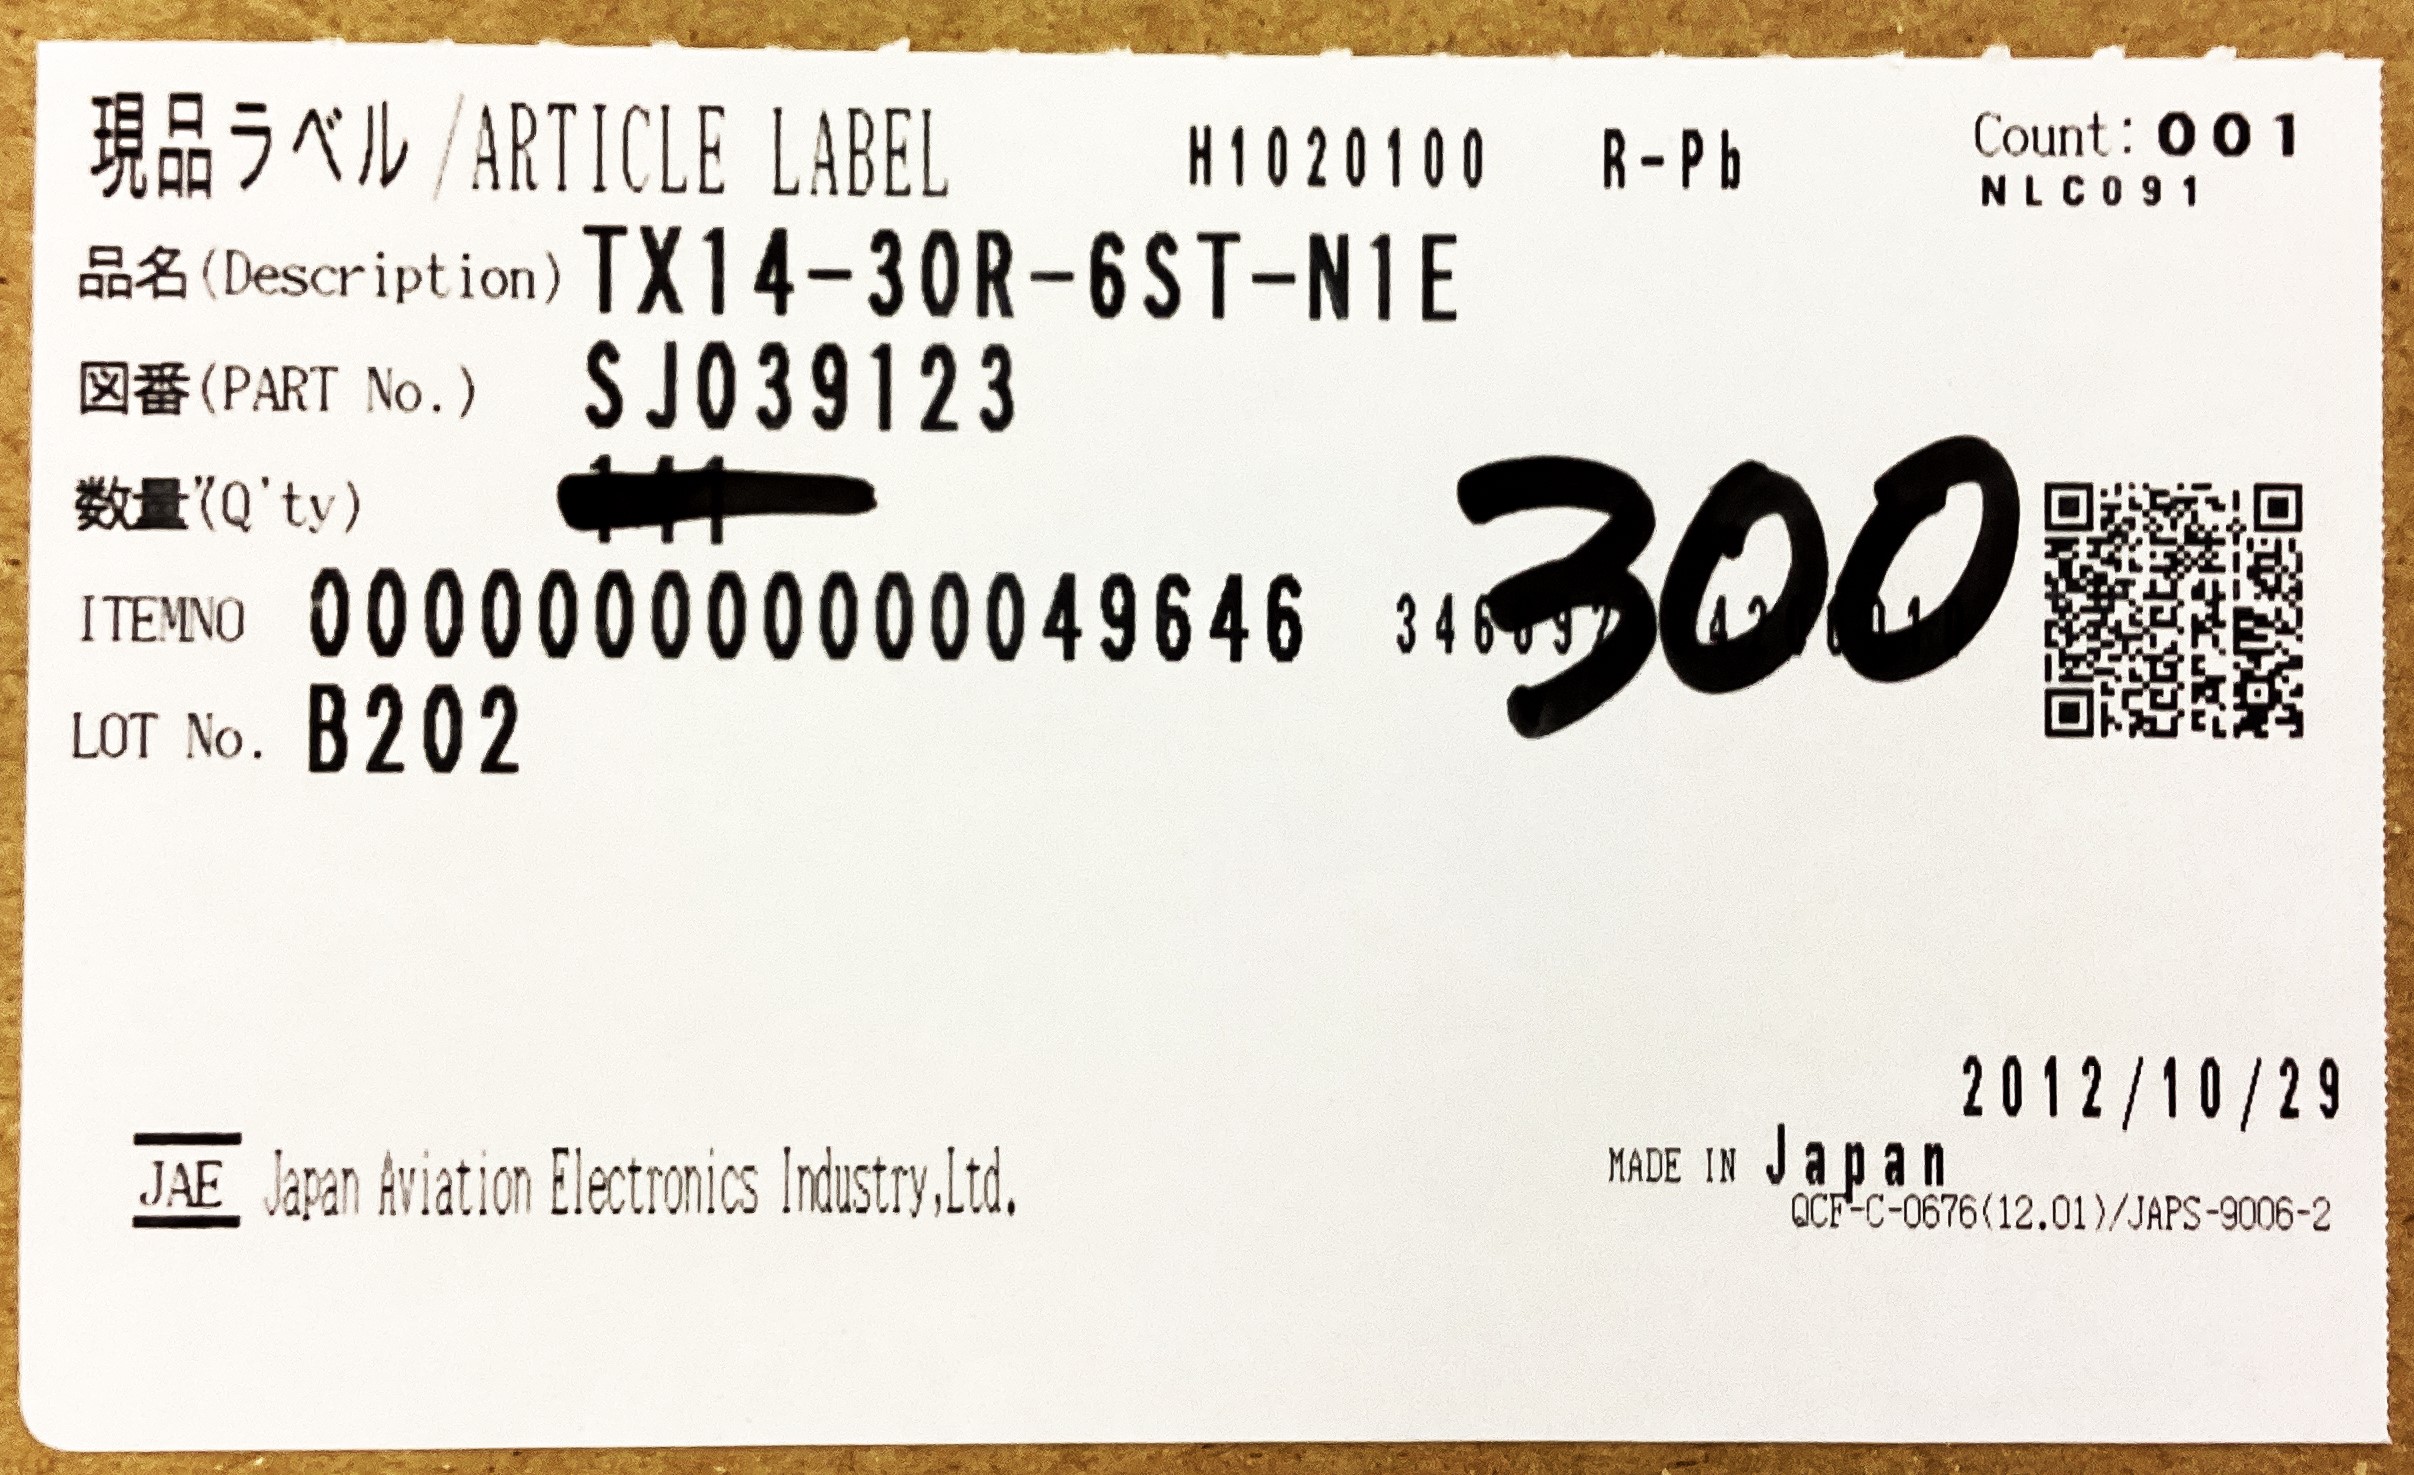 現品ラベル/ARTICLE LABEL H1020100 R-Pb Count:001
NLC091
品名(Description) TX14-30R-6ST-N1E
図番(PART No.) SJ039123
数量(Q'ty)
300
ITEMNO 000000000000049646
LOT No. B202
2012/10/29
JAE Japan Aviation Electronics Industry,Ltd. MADE IN Japan
QCF-C-0676(12.01)/JAPS-9006-2